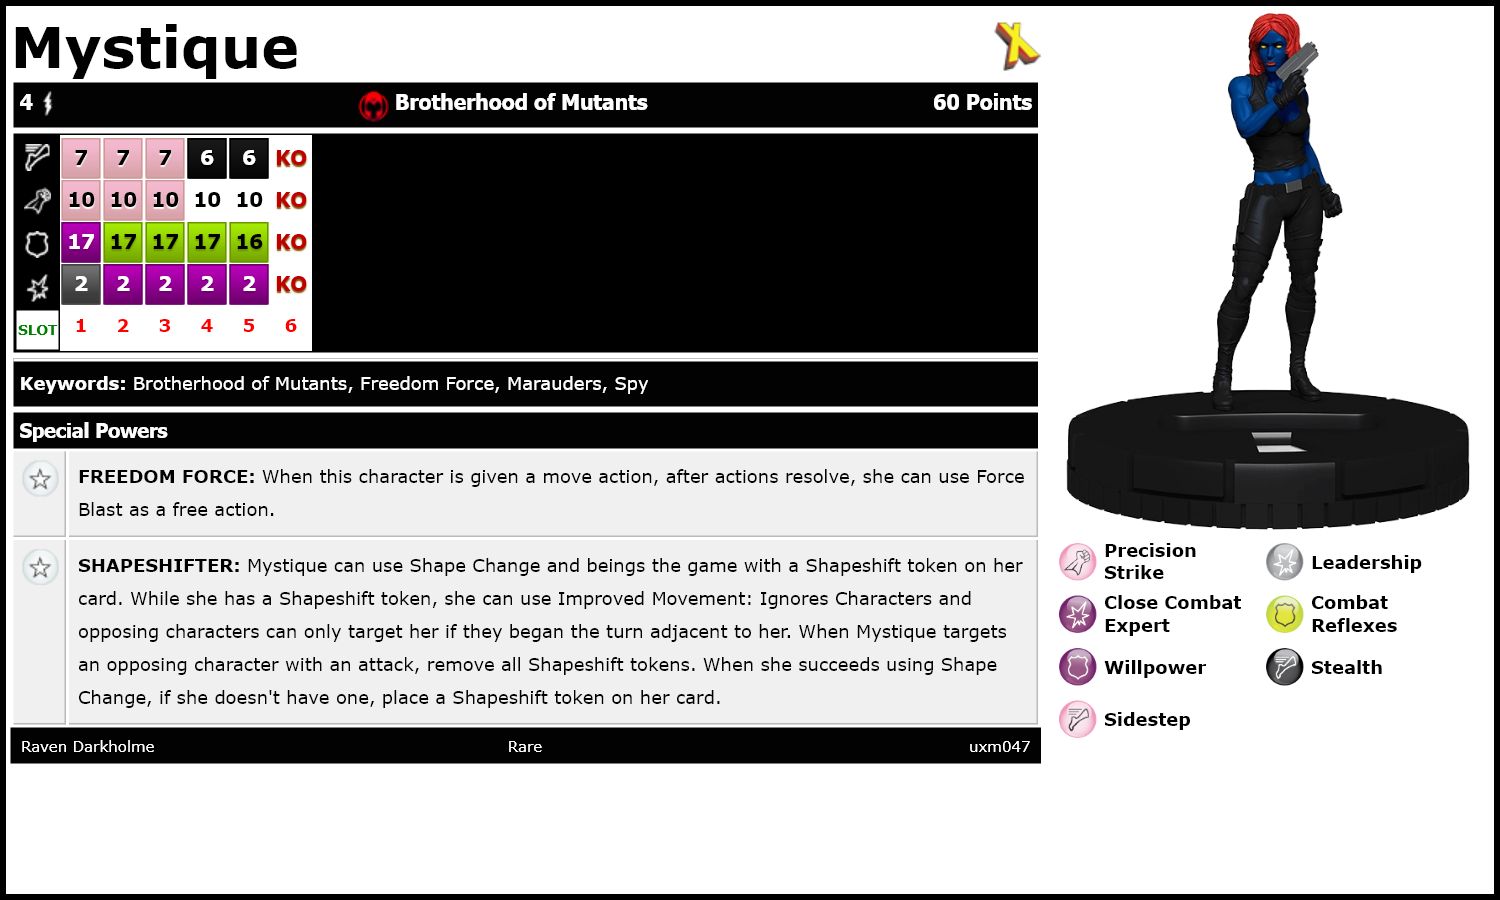 Mystique
4 Brotherhood of Mutants 60 Points
7 7 7 6 6 KO
10 10 10 10 10 KO
17 17 17 17 16 KO
2 2 2 2 2 KO
SLOT 1 2 3 4 5 6
Keywords: Brotherhood of Mutants, Freedom Force, Marauders, Spy
Special Powers
FREEDOM FORCE: When this character is given a move action, after actions resolve, she can use Force
Blast as a free action.
SHAPESHIFTER: Mystique can use Shape Change and beings the game with a Shapeshift token on her
card. While she has a Shapeshift token, she can use Improved Movement: Ignores Characters and
opposing characters can only target her if they began the turn adjacent to her. When Mystique targets
an opposing character with an attack, remove all Shapeshift tokens. When she succeeds using Shape
Change, if she doesn't have one, place a Shapeshift token on her card.
Raven Darkholme Rare uxm047
Precision
Strike
Leadership
Close Combat
Expert
Combat
Reflexes
Willpower
Stealth
Sidestep